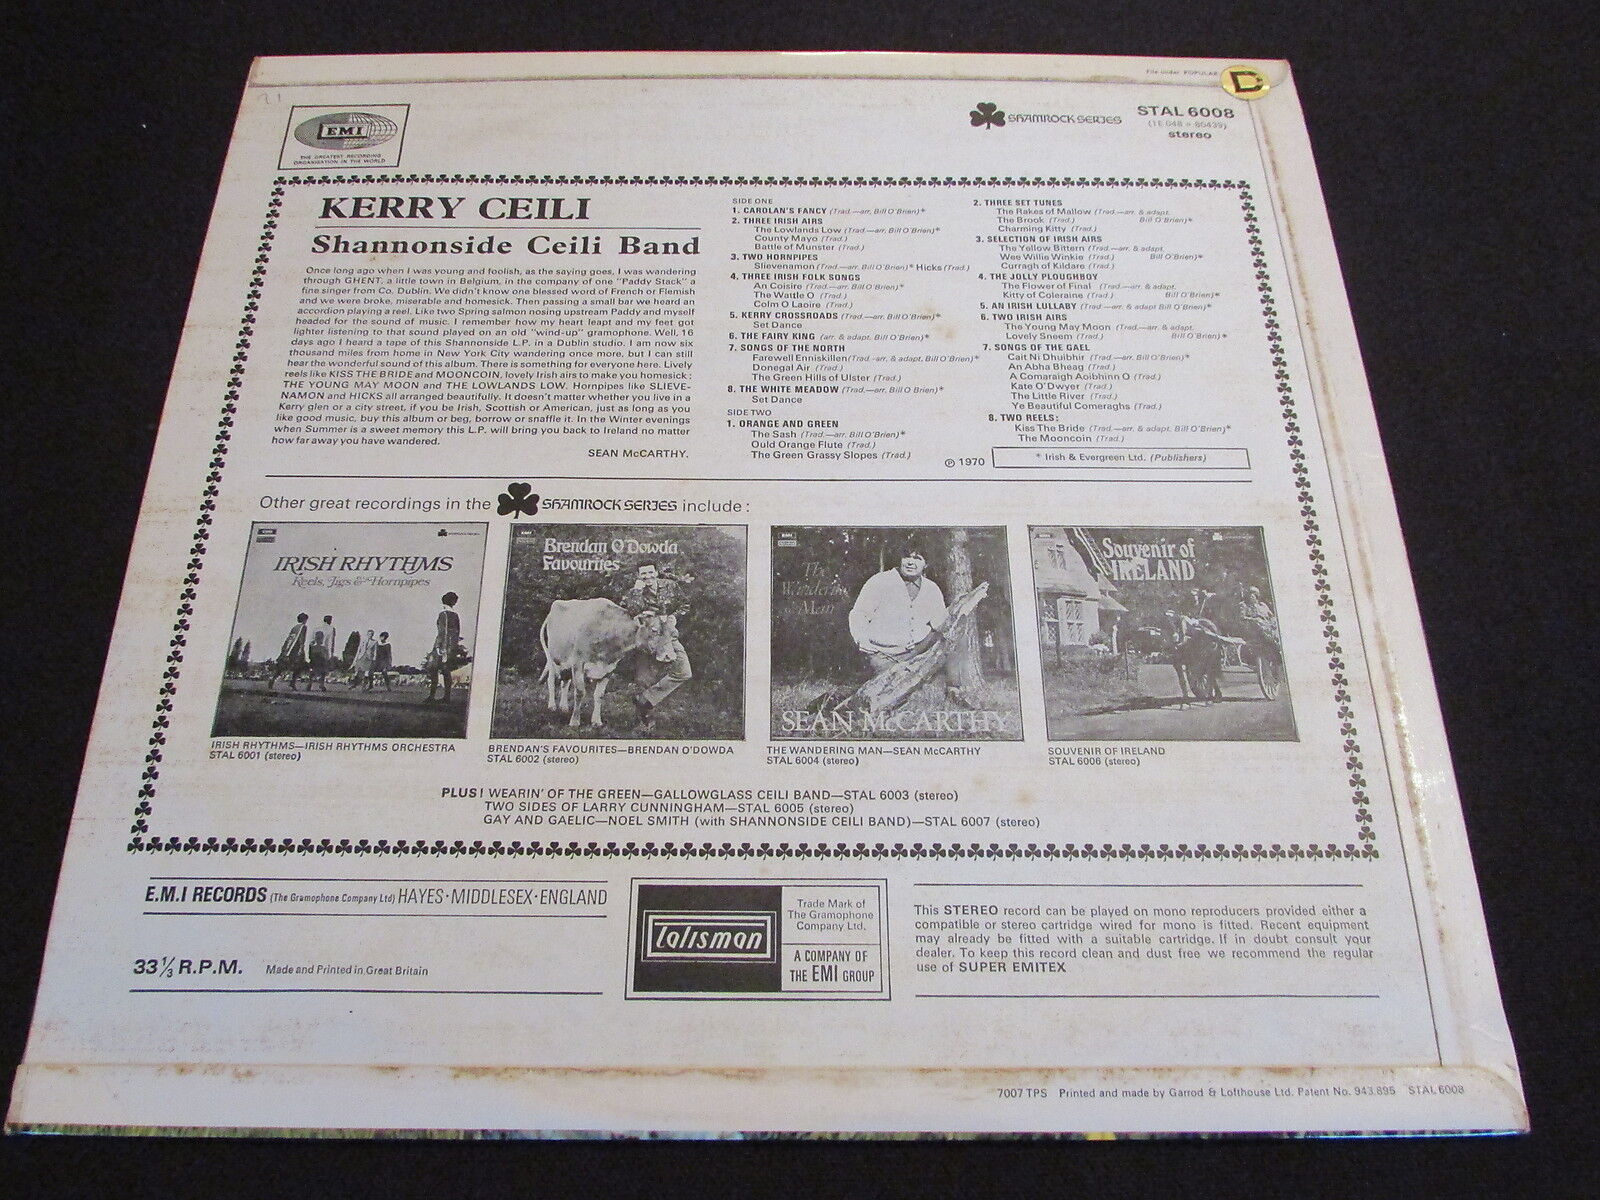 File under POPULAR
D
EMI
THE GREATEST RECORDING
ORGANISATION IN THE WORLD
SHAMROCK SERIES
STAL 6008
(1E 048 • 80439)
stereo
KERRY CEILI
Shannonside Ceili Band
Once long ago when I was young and foolish, as the saying goes, I was wandering
through GHENT, a little town in Belgium, in the company of one "Paddy Stack" a
fine singer from Co. Dublin. We didn't know one blessed word of French or Flemish
and we were broke, miserable and homesick. Then passing a small bar we heard an
accordion playing a reel. Like two Spring salmon nosing upstream Paddy and myself
headed for the sound of music. I remember how my heart leapt and my feet got
lighter listening to that sound played on an old "wind-up" gramophone. Well, 16
days ago I heard a tape of this Shannonside L.P. in a Dublin studio. I am now six
thousand miles from home in New York City wandering once more, but I can still
hear the wonderful sound of this album. There is something for everyone here. Lively
reels like KISS THE BRIDE and MOONCOIN, lovely Irish airs to make you homesick:
THE YOUNG MAY MOON and THE LOWLANDS LOW. Hornpipes like SLIEVE-
NAMON and HICKS all arranged beautifully. It doesn't matter whether you live in a
Kerry glen or a city street, if you be Irish, Scottish or American, just as long as you
like good music, buy this album or beg, borrow or snaffle it. In the Winter evenings
when Summer is a sweet memory this L.P. will bring you back to Ireland no matter
how far away you have wandered.
SEAN McCARTHY.
SIDE ONE
1. CAROLAN'S FANCY (Trad.—arr. Bill O'Brien)*
2. THREE IRISH AIRS
The Lowlands Low (Trad.—arr. Bill O'Brien)*
County Mayo (Trad.)
Battle of Munster (Trad.)
3. TWO HORNPIPES
Slievenamon (Trad.—arr. Bill O'Brien)* Hicks (Trad.)
4. THREE IRISH FOLK SONGS
An Coisire (Trad.—arr. Bill O'Brien)*
The Wattle O (Trad.)
Colm O Laoire (Trad.)
5. KERRY CROSSROADS (Trad.—arr. Bill O'Brien)*
Set Dance
6. THE FAIRY KING (arr. & adapt. Bill O'Brien)*
7. SONGS OF THE NORTH
Farewell Enniskillen (Trad.-arr, & adapt. Bill O'Brien)*
Donegal Air (Trad.)
The Green Hills of Ulster (Trad.)
8. THE WHITE MEADOW (Trad.—arr. Bill O'Brien)*
Set Dance
SIDE TWO
1. ORANGE AND GREEN
The Sash (Trad.—arr. Bill O'Brien)*
Ould Orange Flute (Trad.)
The Green Grassy Slopes (Trad.)
2. THREE SET TUNES
The Rakes of Mallow (Trad.—arr. & adapt.
The Brook (Trad.) Bill O'Brien)*
Charming Kitty (Trad.)
3. SELECTION OF IRISH AIRS
The Yellow Bittern (Trad.—arr. & adapt.
Wee Willie Winkie (Trad.) Bill O'Brien)*
Curragh of Kildare (Trad.)
4. THE JOLLY PLOUGHBOY
The Flower of Final (Trad.—arr. & adapt.
Kitty of Coleraine (Trad.) Bill O'Brien)*
5. AN IRISH LULLABY (Trad.—arr. & adapt Bill O'Brien)*
6. TWO IRISH AIRS
The Young May Moon (Trad.—arr. & adapt.
Lovely Sneem (Trad.) Bill O'Brien)*
7. SONGS OF THE GAEL
Cait Ni Dhuibhir (Trad.—arr. & adapt. Bill O'Brien)*
An Abha Bheag (Trad.)
A Comaraigh Aoibhinn O (Trad.)
Kate O'Dwyer (Trad.)
The Little River (Trad.)
Ye Beautiful Comeraghs (Trad.)
8. TWO REELS:
Kiss The Bride (Trad.—arr. & adapt. Bill O'Brien)*
The Mooncoin (Trad.)
℗ 1970
* Irish & Evergreen Ltd. (Publishers)
Other great recordings in the SHAMROCK SERIES include:
IRISH RHYTHMS
Reels, Jigs & Hornpipes
Brendan O'Dowda
Favourites
The
Wandering
Man
SEAN McCARTHY
Souvenir of
IRELAND
IRISH RHYTHMS—IRISH RHYTHMS ORCHESTRA
STAL 6001 (stereo)
BRENDAN'S FAVOURITES—BRENDAN O'DOWDA
STAL 6002 (stereo)
THE WANDERING MAN—SEAN McCARTHY
STAL 6004 (stereo)
SOUVENIR OF IRELAND
STAL 6006 (stereo)
PLUS! WEARIN' OF THE GREEN—GALLOWGLASS CEILI BAND—STAL 6003 (stereo)
TWO SIDES OF LARRY CUNNINGHAM—STAL 6005 (stereo)
GAY AND GAELIC—NOEL SMITH (with SHANNONSIDE CEILI BAND)—STAL 6007 (stereo)
E.M.I RECORDS (The Gramophone Company Ltd) HAYES·MIDDLESEX·ENGLAND
33⅓ R.P.M. Made and Printed in Great Britain
talisman
Trade Mark of
The Gramophone
Company Ltd.
A COMPANY OF
THE EMI GROUP
This STEREO record can be played on mono reproducers provided either a
compatible or stereo cartridge wired for mono is fitted. Recent equipment
may already be fitted with a suitable cartridge. If in doubt consult your
dealer. To keep this record clean and dust free we recommend the regular
use of SUPER EMITEX
7007 TPS Printed and made by Garrod & Lofthouse Ltd. Patent No. 943,895 STAL 6008